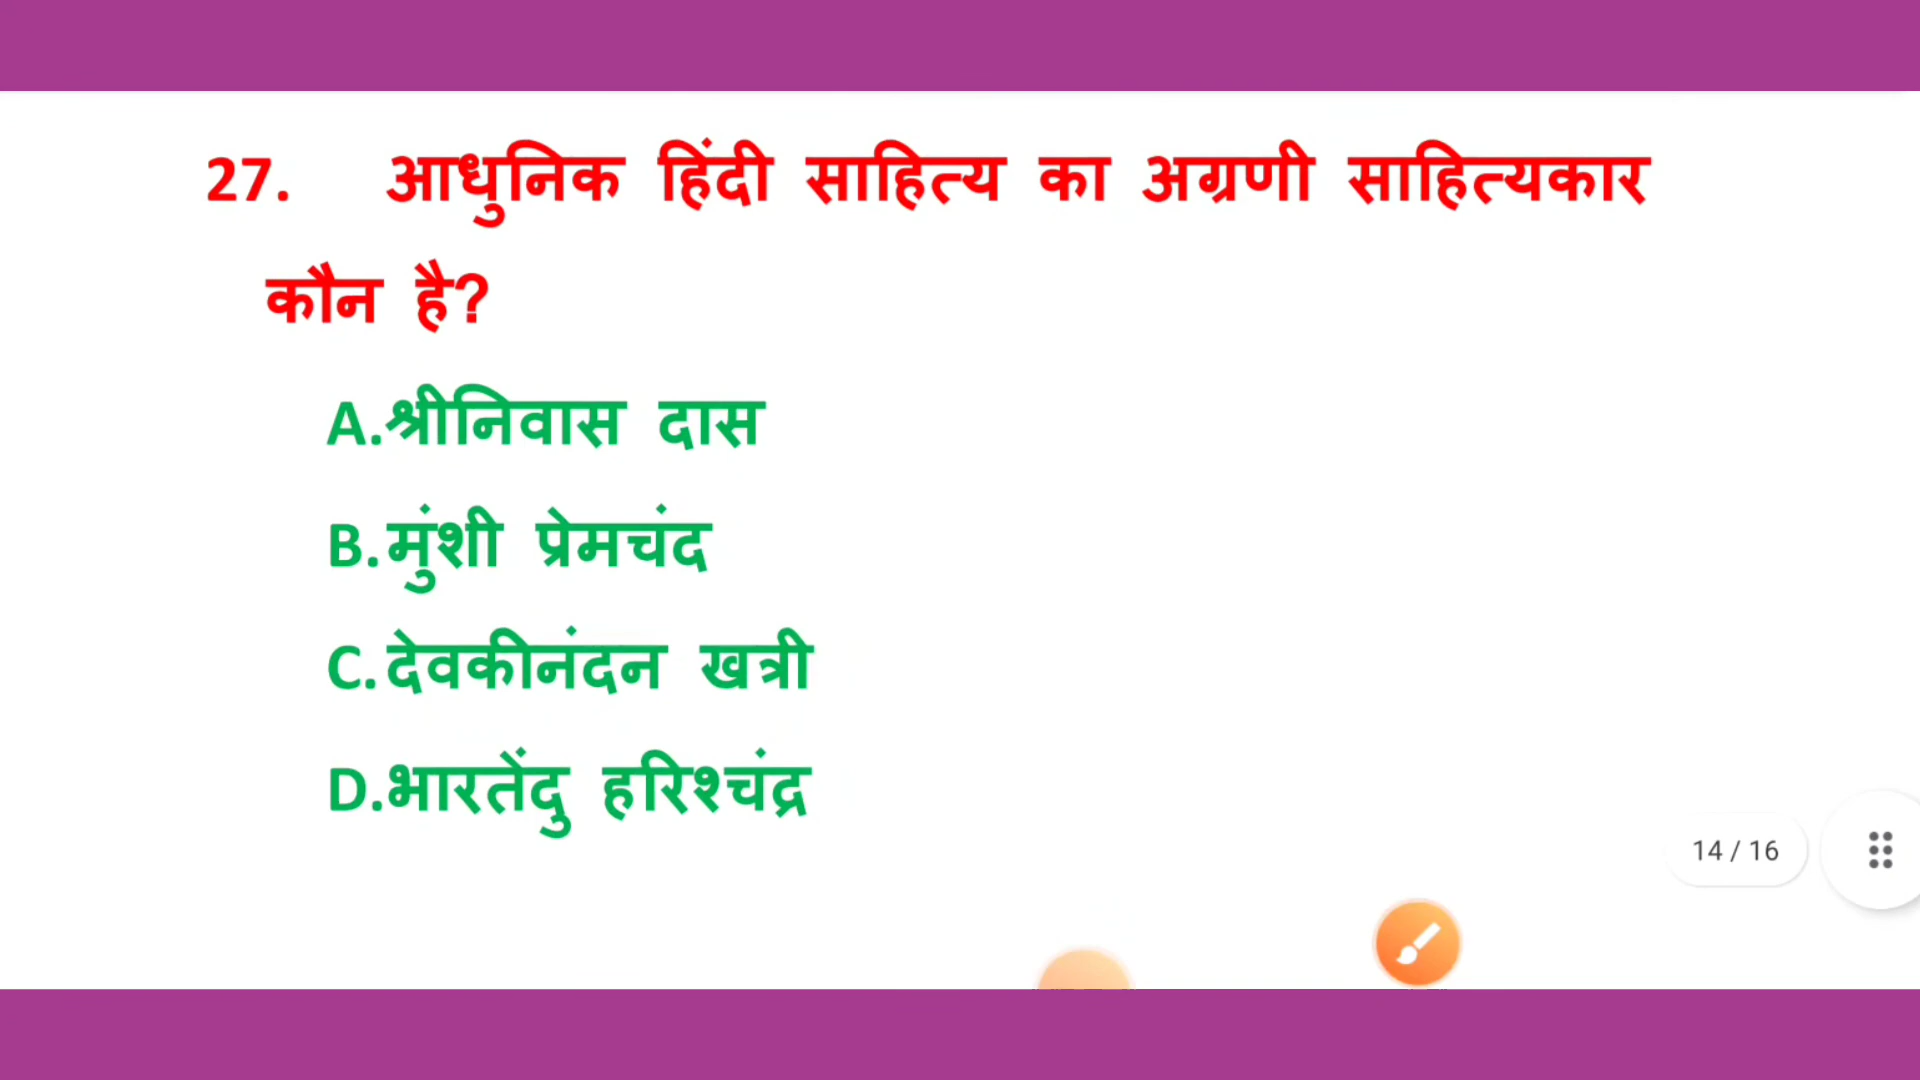 27. आधुनिक हिंदी साहित्य का अग्रणी साहित्यकार
कौन है?
A.श्रीनिवास दास
B.मुंशी प्रेमचंद
C.देवकीनंदन खत्री
D.भारतेंदु हरिश्चंद्र
14 / 16